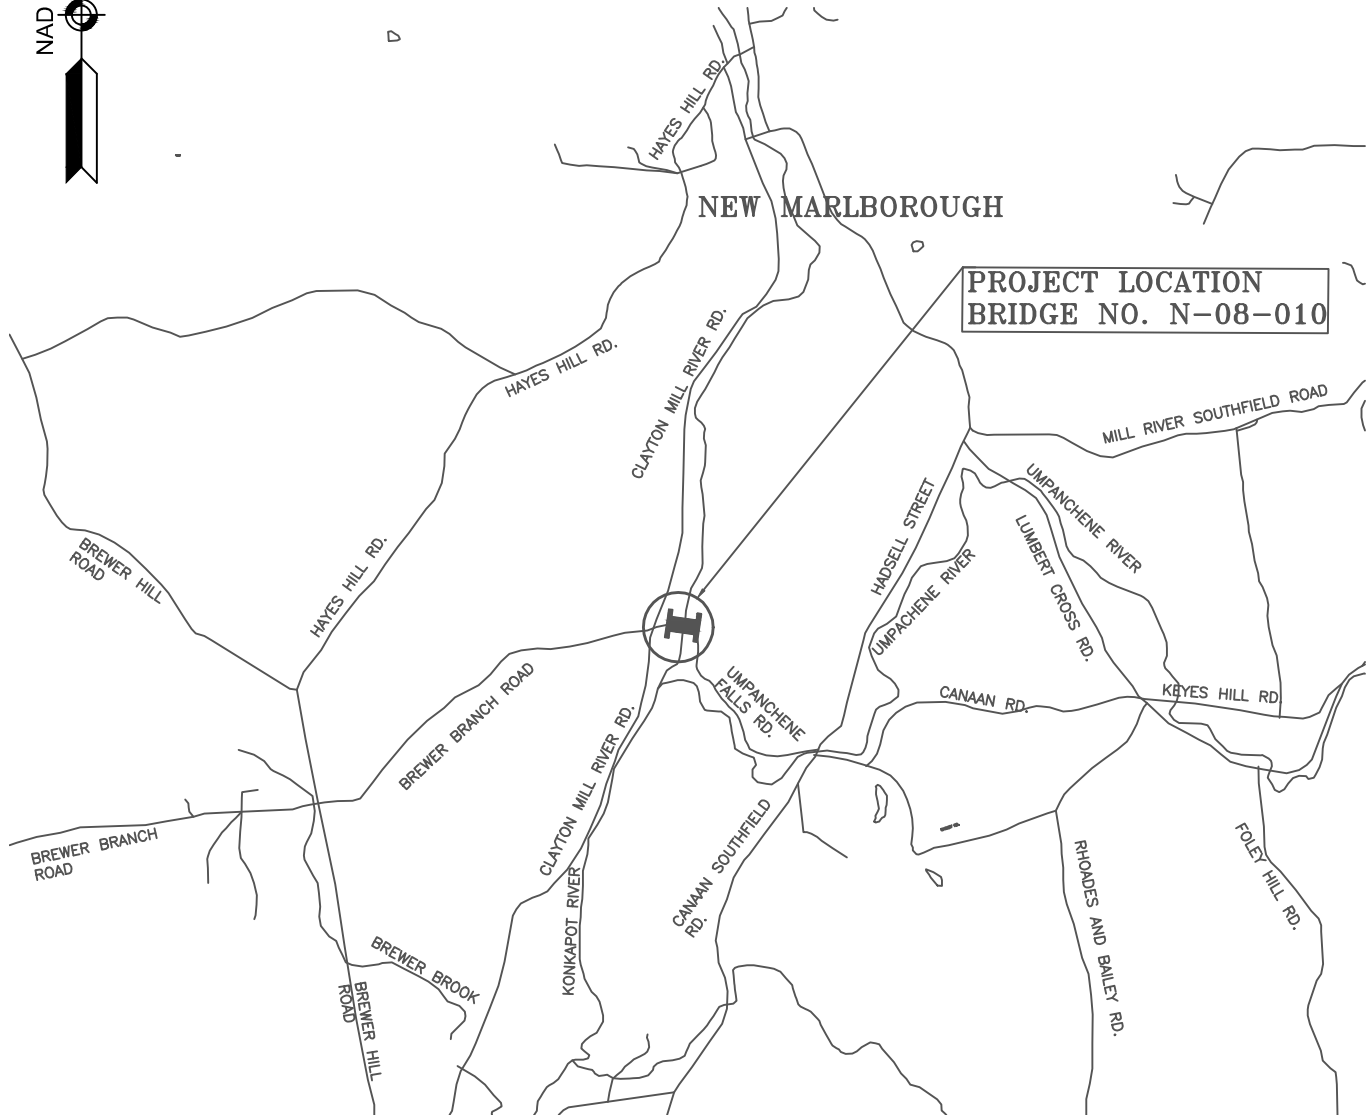 NAD
HAYES HILL RD.
NEW MARLBOROUGH
PROJECT LOCATION
BRIDGE NO. N-08-010
HAYES HILL RD.
CLAYTON MILL RIVER RD.
MILL RIVER SOUTHFIELD ROAD
UMPANCHENE RIVER
HADSELL STREET
LUMBERT CROSS RD.
BREWER HILL
ROAD
HAYES HILL RD.
UMPACHENE RIVER
UMPANCHENE
FALLS RD.
CANAAN RD.
KEYES HILL RD.
BREWER BRANCH ROAD
CLAYTON MILL RIVER RD.
BREWER BRANCH
ROAD
CANAAN SOUTHFIELD
RD.
KONKAPOT RIVER
RHOADES AND BAILEY RD.
FOLEY HILL RD.
BREWER BROOK
BREWER HILL
ROAD